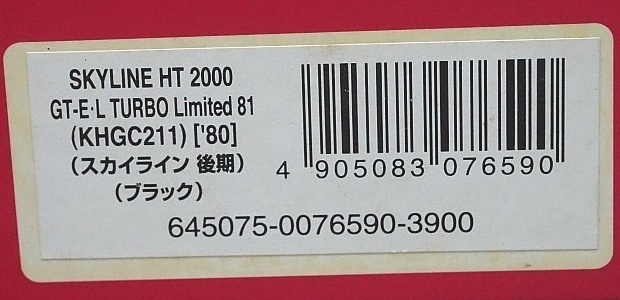 SKYLINE HT 2000
GT-E·L TURBO Limited 81
(KHGC211) ['80]
(スカイライン 後期)
(ブラック)
4 905083 076590
645075-0076590-3900